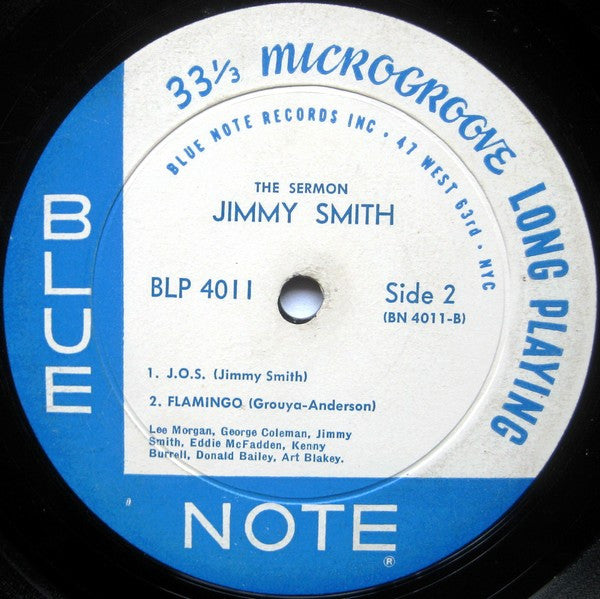 33⅓ MICROGROOVE LONG PLAYING
BLUE NOTE RECORDS INC • 47 WEST 63rd • NYC
THE SERMON
JIMMY SMITH
BLP 4011
Side 2
(BN 4011-B)
1. J.O.S. (Jimmy Smith)
2. FLAMINGO (Grouya-Anderson)
Lee Morgan, George Coleman, Jimmy
Smith, Eddie McFadden, Kenny
Burrell, Donald Bailey, Art Blakey.
BLUE
NOTE®